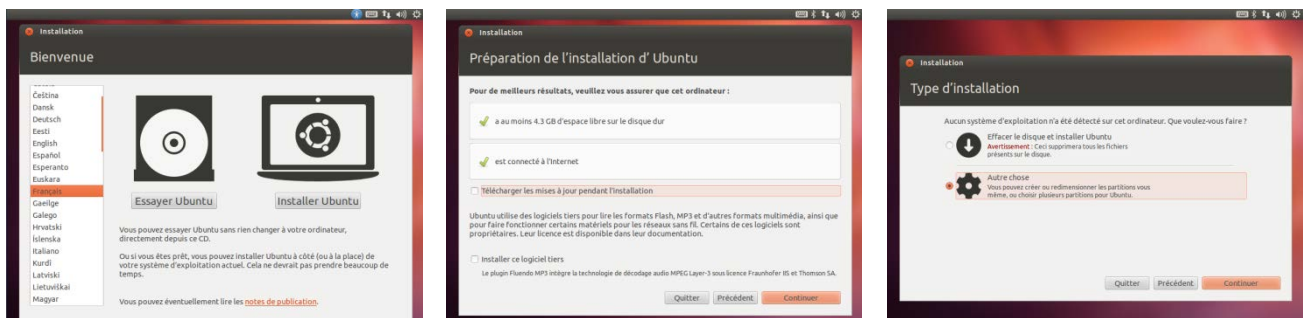 Installation
Bienvenue
Čeština
Dansk
Deutsch
Eesti
English
Español
Esperanto
Euskara
Français
Gaeilge
Galego
Hrvatski
Íslenska
Italiano
Kurdî
Latviski
Lietuviškai
Magyar
Essayer Ubuntu
Installer Ubuntu
Vous pouvez essayer Ubuntu sans rien changer à votre ordinateur,
directement depuis ce CD.
Ou si vous êtes prêt, vous pouvez installer Ubuntu à côté (ou à la place) de
votre système d'exploitation actuel. Cela ne devrait pas prendre beaucoup de
temps.
Vous pouvez éventuellement lire les notes de publication.
Installation
Préparation de l'installation d' Ubuntu
Pour de meilleurs résultats, veuillez vous assurer que cet ordinateur :
a au moins 4.3 GB d'espace libre sur le disque dur
est connecté à l'Internet
Télécharger les mises à jour pendant l'installation
Ubuntu utilise des logiciels tiers pour lire les formats Flash, MP3 et d'autres formats multimédia, ainsi que
pour faire fonctionner certains matériels pour les réseaux sans fil. Certains de ces logiciels sont
propriétaires. Leur licence est disponible dans leur documentation.
Installer ce logiciel tiers
Le plugin Fluendo MP3 intègre la technologie de décodage audio MPEG Layer-3 sous licence Fraunhofer IIS et Thomson SA.
Quitter
Précédent
Continuer
Installation
Type d'installation
Aucun système d'exploitation n'a été détecté sur cet ordinateur. Que voulez-vous faire ?
Effacer le disque et installer Ubuntu
Avertissement : Ceci supprimera tous les fichiers
présents sur le disque.
Autre chose
Vous pouvez créer ou redimensionner les partitions vous
même, ou choisir plusieurs partitions pour Ubuntu.
Quitter
Précédent
Continuer